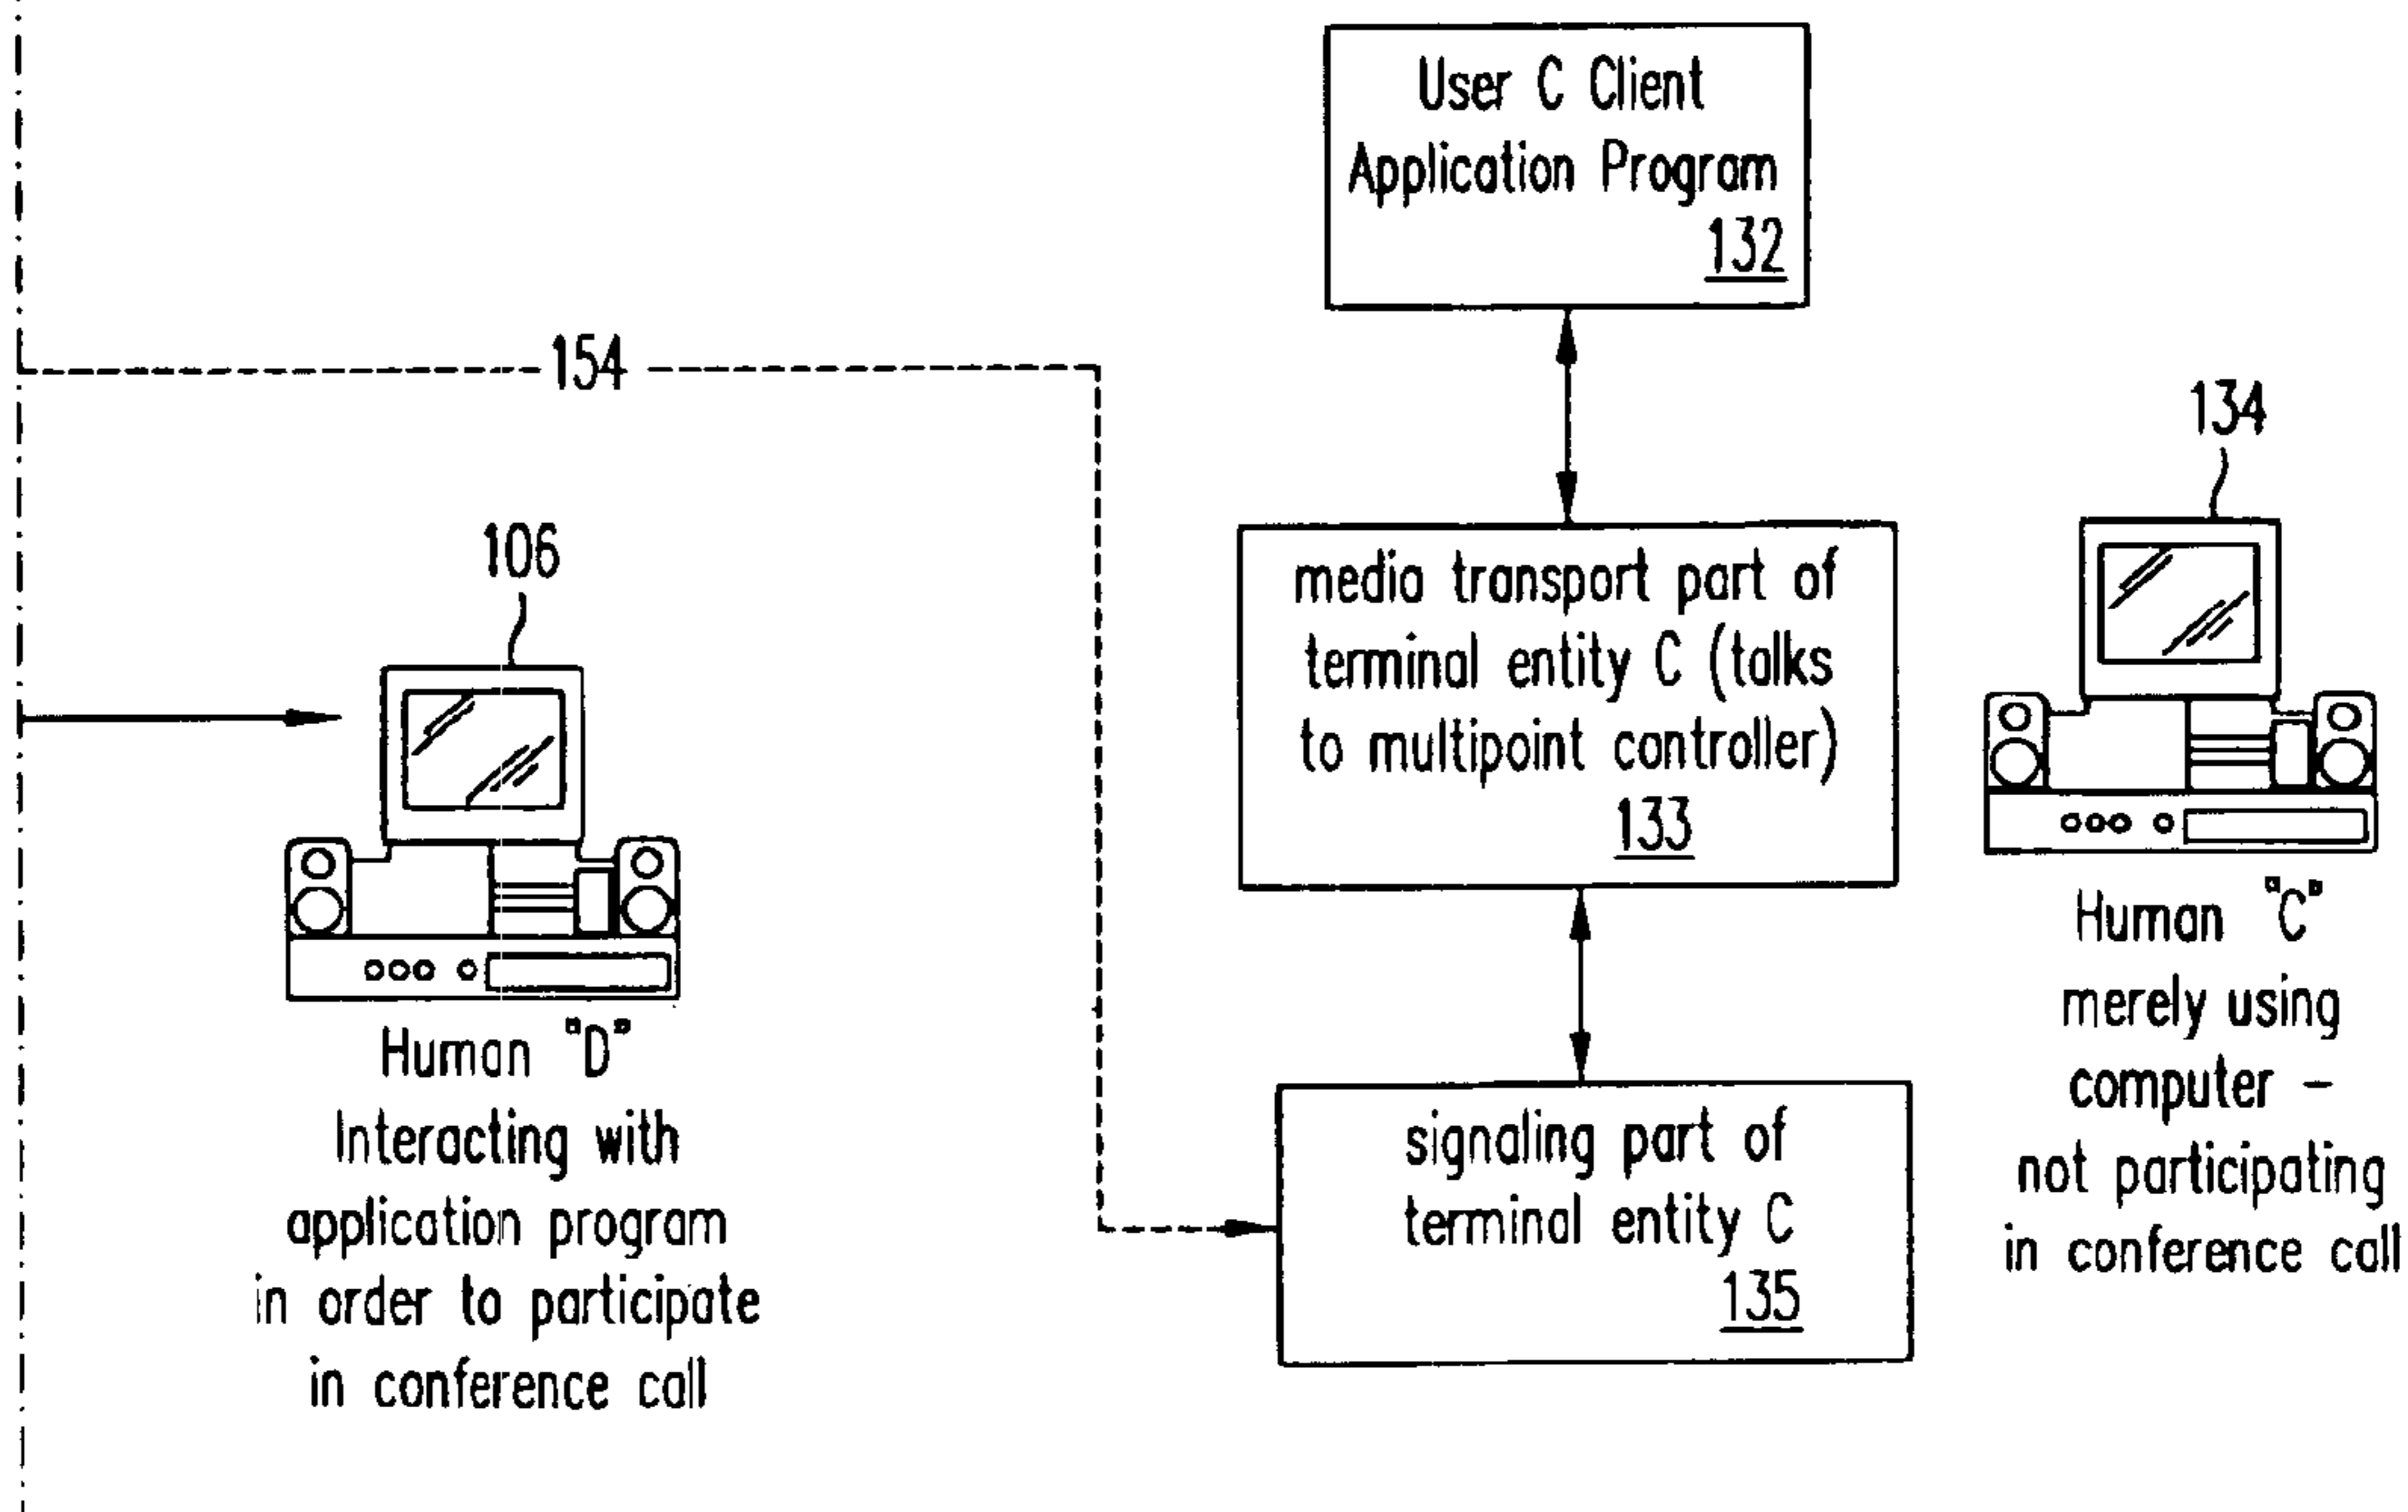 User C Client
Application Program
132
154
134
106
media transport part of
terminal entity C (talks
to multipoint controller)
133
Human "C"
merely using
computer –
not participating
in conference call
Human "D"
Interacting with
application program
in order to participate
in conference call
signaling part of
terminal entity C
135